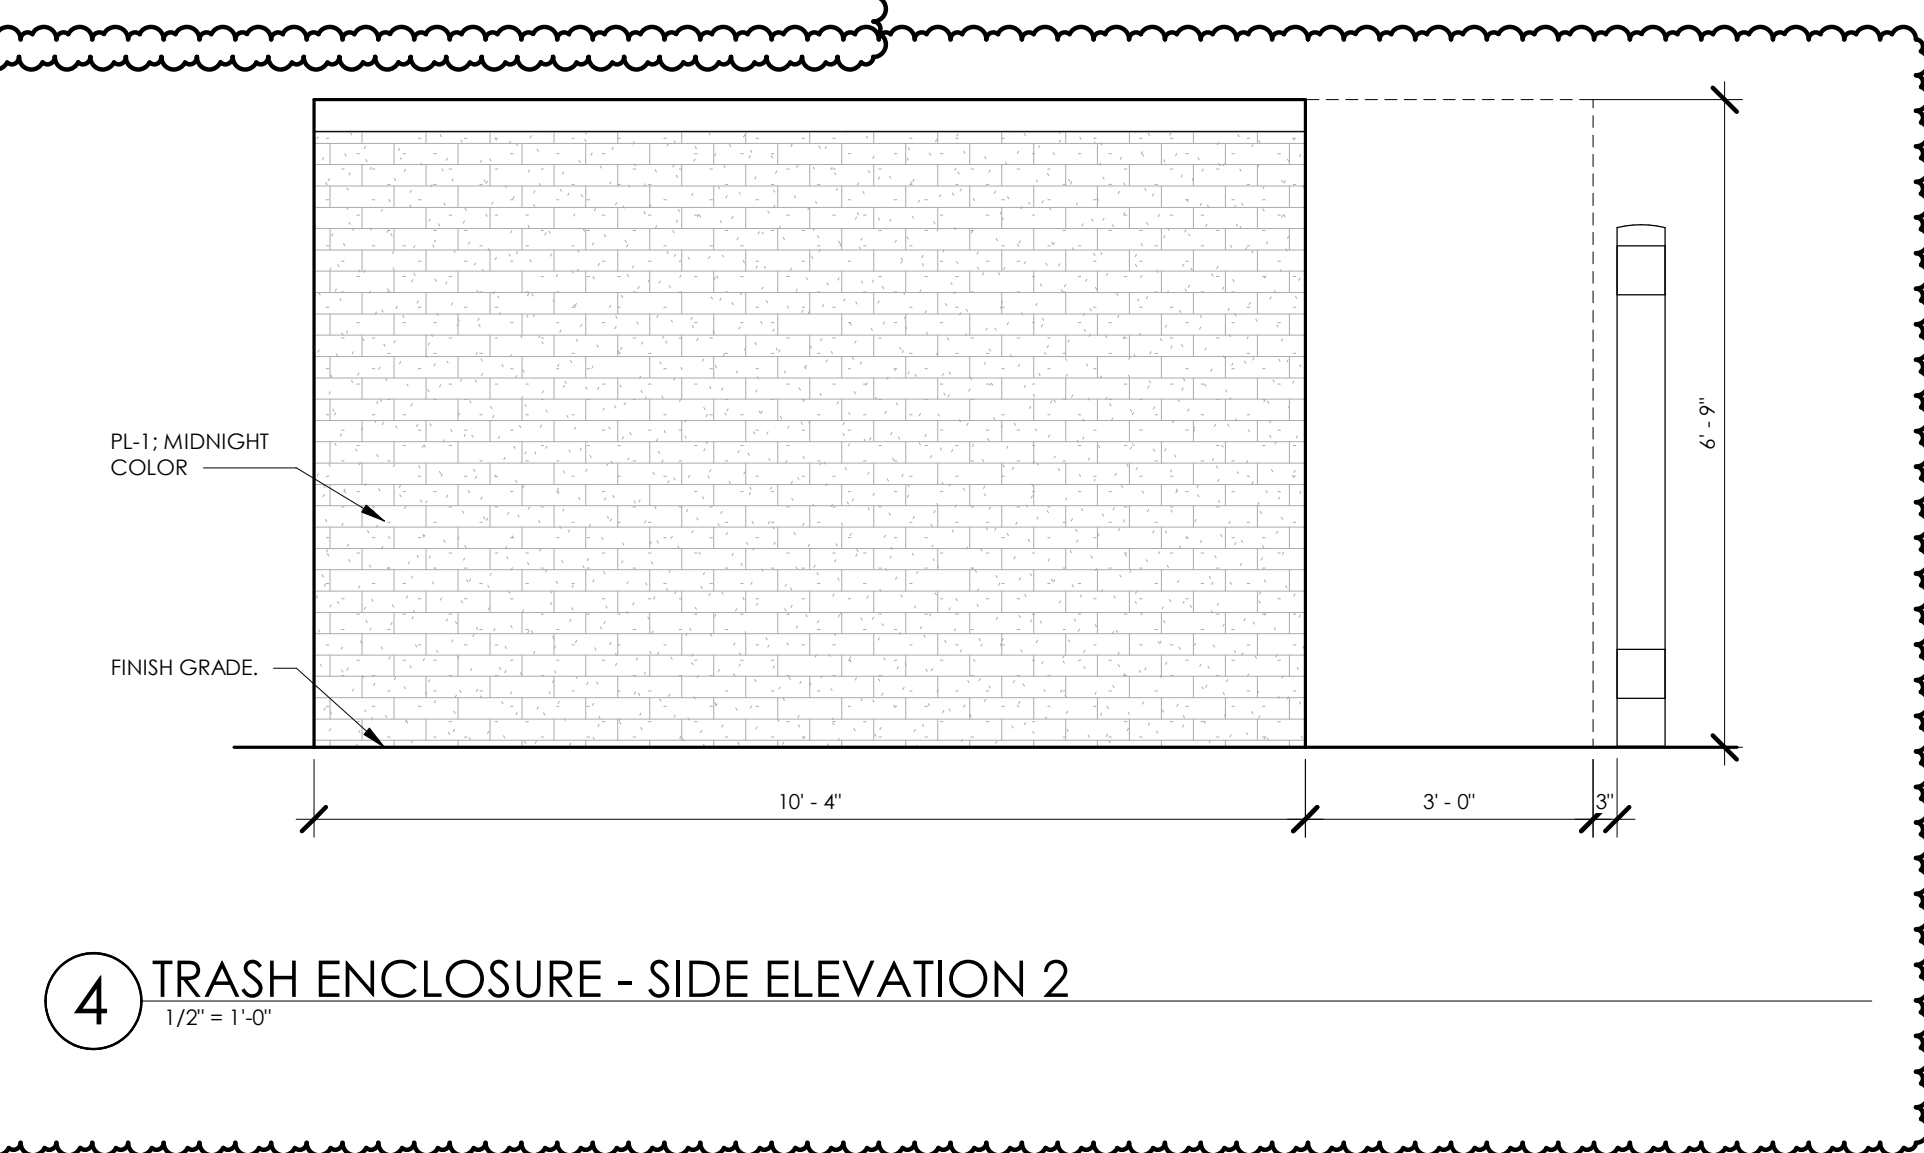 PL-1; MIDNIGHT
COLOR
FINISH GRADE.
6' - 9"
10' - 4"
3' - 0"
3"
4
TRASH ENCLOSURE - SIDE ELEVATION 2
1/2" = 1'-0"